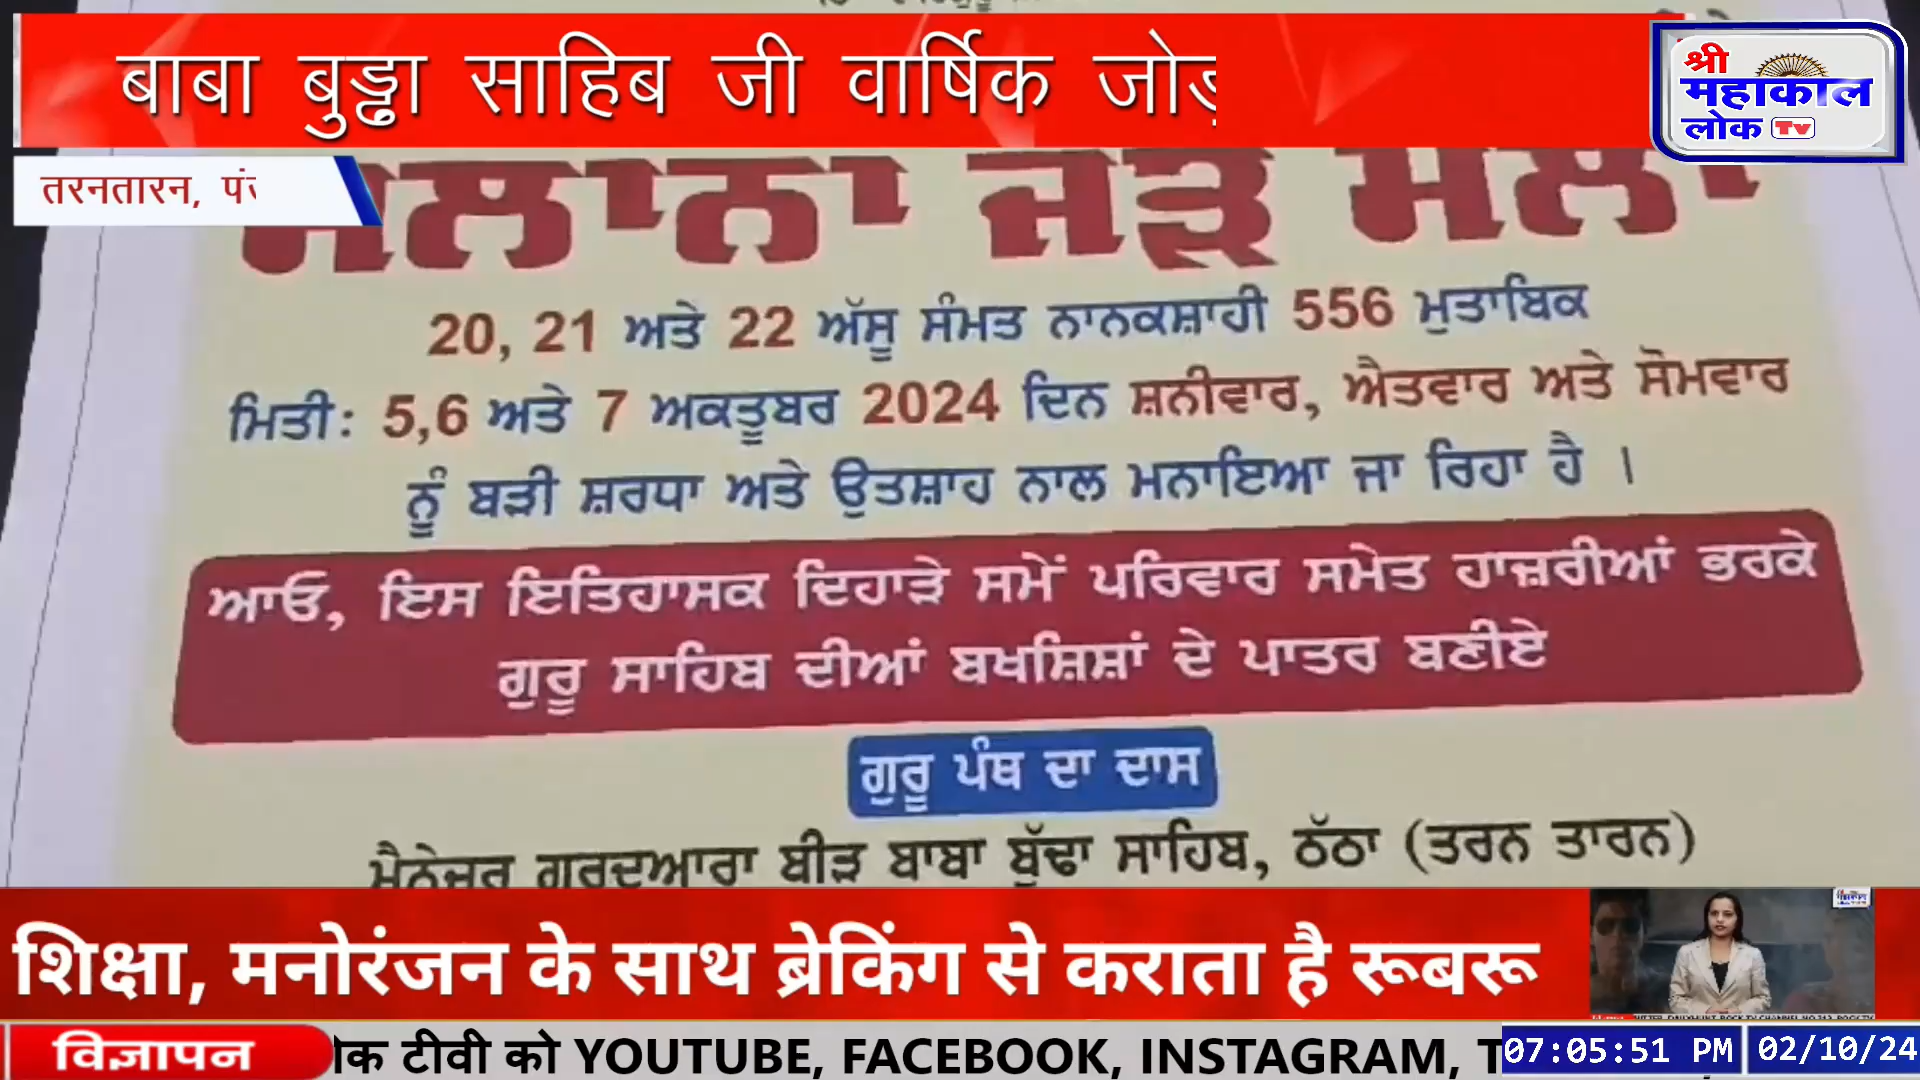 बाबा बुड्ढा साहिब जी वार्षिक
श्री
महाकाल
लोक Tv
तरनतारन,
ਜੋੜ ਮੇਲਾ
20, 21 ਅਤੇ 22 ਅੱਸੂ ਸੰਮਤ ਨਾਨਕਸ਼ਾਹੀ 556 ਮੁਤਾਬਿਕ
ਮਿਤੀ: 5,6 ਅਤੇ 7 ਅਕਤੂਬਰ 2024 ਦਿਨ ਸ਼ਨੀਵਾਰ, ਐਤਵਾਰ ਅਤੇ ਸੋਮਵਾਰ
ਨੂੰ ਬੜੀ ਸ਼ਰਧਾ ਅਤੇ ਉਤਸ਼ਾਹ ਨਾਲ ਮਨਾਇਆ ਜਾ ਰਿਹਾ ਹੈ ।
ਆਓ, ਇਸ ਇਤਿਹਾਸਕ ਦਿਹਾੜੇ ਸਮੇਂ ਪਰਿਵਾਰ ਸਮੇਤ ਹਾਜ਼ਰੀਆਂ ਭਰਕੇ
ਗੁਰੂ ਸਾਹਿਬ ਦੀਆਂ ਬਖਸ਼ਿਸ਼ਾਂ ਦੇ ਪਾਤਰ ਬਣੀਏ
ਗੁਰੂ ਪੰਥ ਦਾ ਦਾਸ
ਮੈਨੇਜਰ ਗੁਰਦੁਆਰਾ ਬੀੜ ਬਾਬਾ ਬੁੱਢਾ ਸਾਹਿਬ, ਠੱਠਾ (ਤਰਨ ਤਾਰਨ)
शिक्षा, मनोरंजन के साथ ब्रेकिंग से कराता है रूबरू
विज्ञापन
टीवी को YOUTUBE, FACEBOOK, INSTAGRAM,
07:05:51 PM 02/10/24